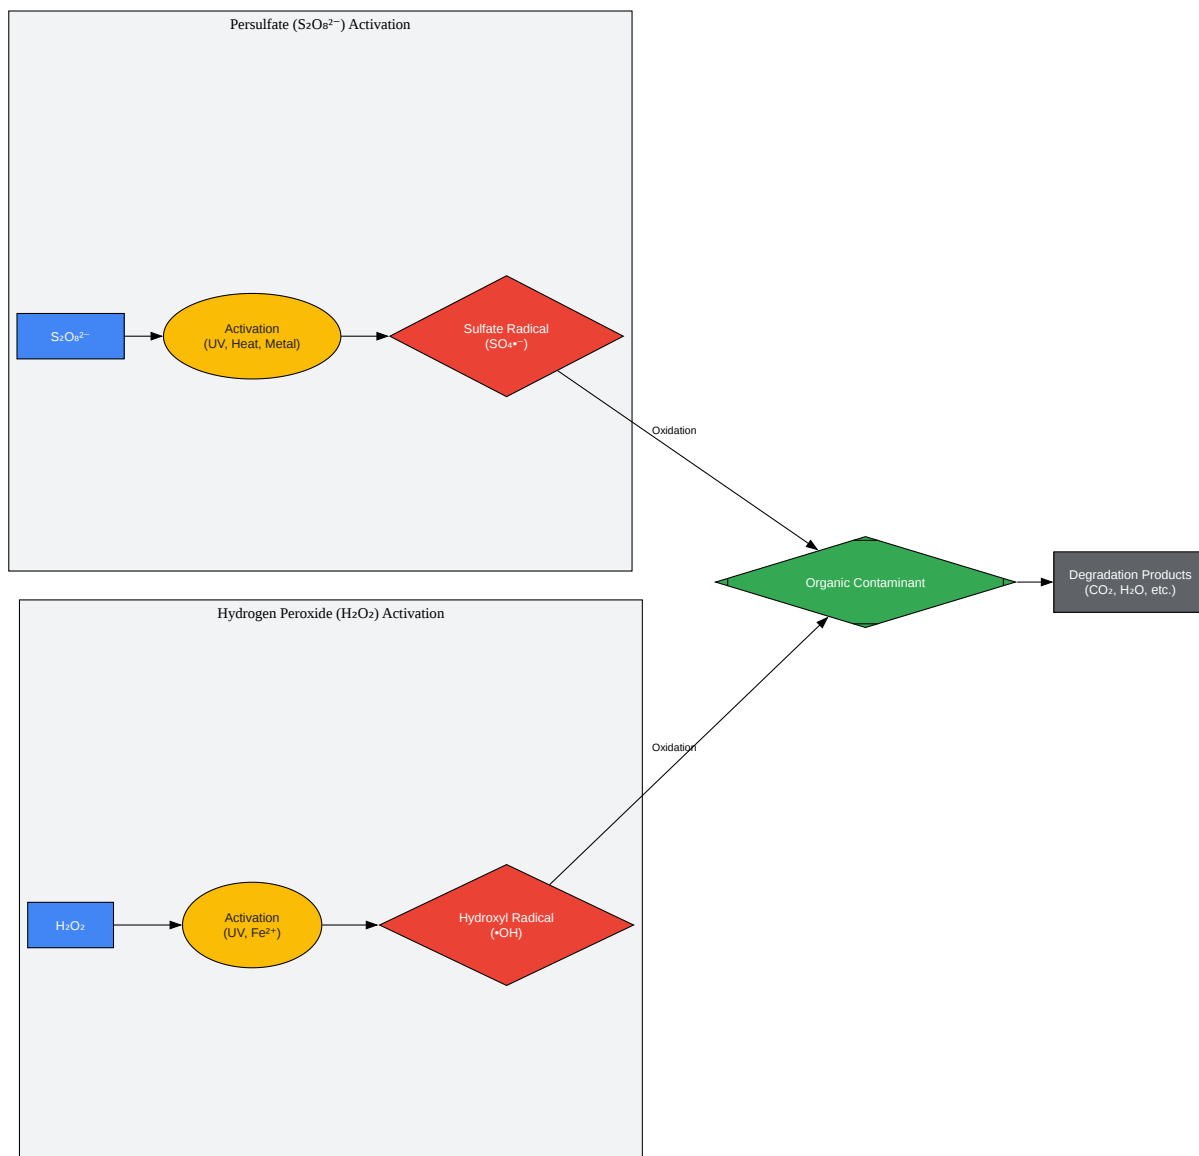 Persulfate (S₂O₈²⁻) Activation
S₂O₈²⁻
Activation
(UV, Heat, Metal)
Sulfate Radical
(SO₄•⁻)
Oxidation
Organic Contaminant
Degradation Products
(CO₂, H₂O, etc.)
Hydrogen Peroxide (H₂O₂) Activation
Oxidation
H₂O₂
Activation
(UV, Fe²⁺)
Hydroxyl Radical
(•OH)